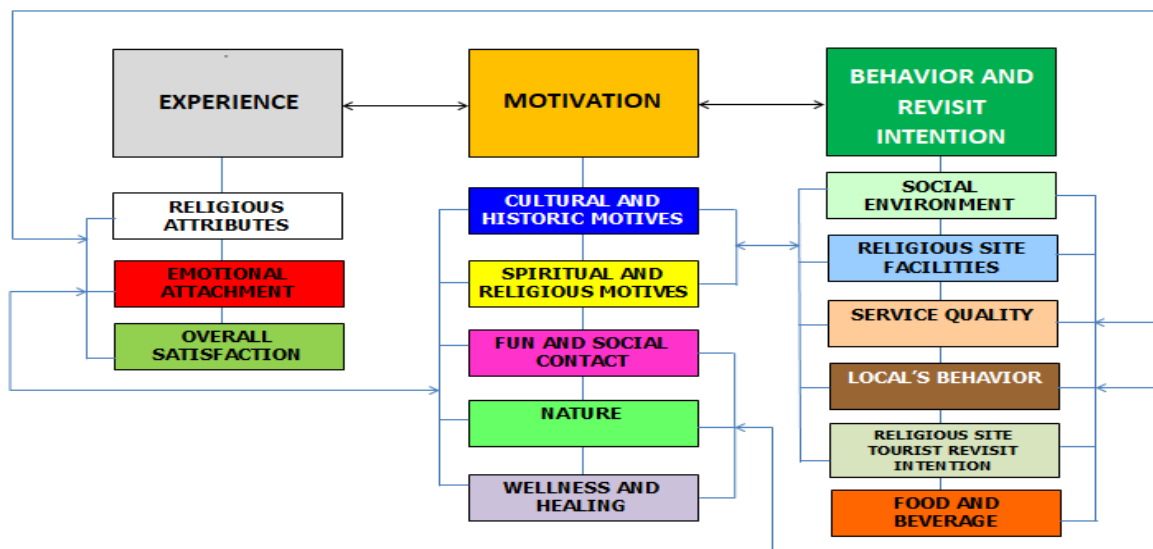 EXPERIENCE
MOTIVATION
BEHAVIOR AND
REVISIT
INTENTION
RELIGIOUS
ATTRIBUTES
EMOTIONAL
ATTACHMENT
OVERALL
SATISFACTION
CULTURAL AND
HISTORIC MOTIVES
SPIRITUAL AND
RELIGIOUS MOTIVES
FUN AND SOCIAL
CONTACT
NATURE
WELLNESS AND
HEALING
SOCIAL
ENVIRONMENT
RELIGIOUS SITE
FACILITIES
SERVICE QUALITY
LOCAL'S BEHAVIOR
RELIGIOUS SITE
TOURIST REVISIT
INTENTION
FOOD AND
BEVERAGE